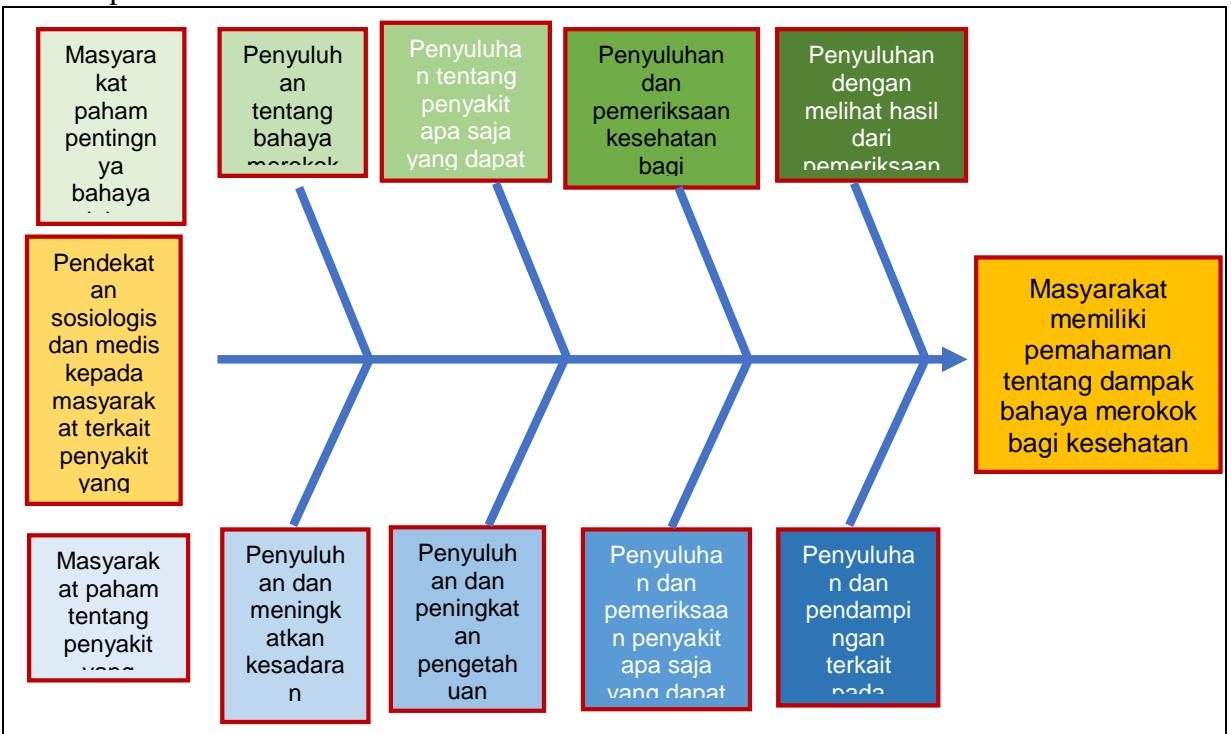 Masyara
kat
paham
pentingn
ya
bahaya
Penyuluh
an
tentang
bahaya
merokok
Penyuluha
n tentang
penyakit
apa saja
yang dapat
Penyuluhan
dan
pemeriksaan
kesehatan
bagi
Penyuluhan
dengan
melihat hasil
dari
pemeriksaan
Pendekat
an
sosiologis
dan medis
kepada
masyarak
at terkait
penyakit
yang
Masyarakat
memiliki
pemahaman
tentang dampak
bahaya merokok
bagi kesehatan
Masyarak
at paham
tentang
penyakit
yang
Penyuluh
an dan
meningk
atkan
kesadara
n
Penyuluh
an dan
peningkat
an
pengetah
uan
Penyuluha
n dan
pemeriksaa
n penyakit
apa saja
yang dapat
Penyuluha
n dan
pendampi
ngan
terkait
pada